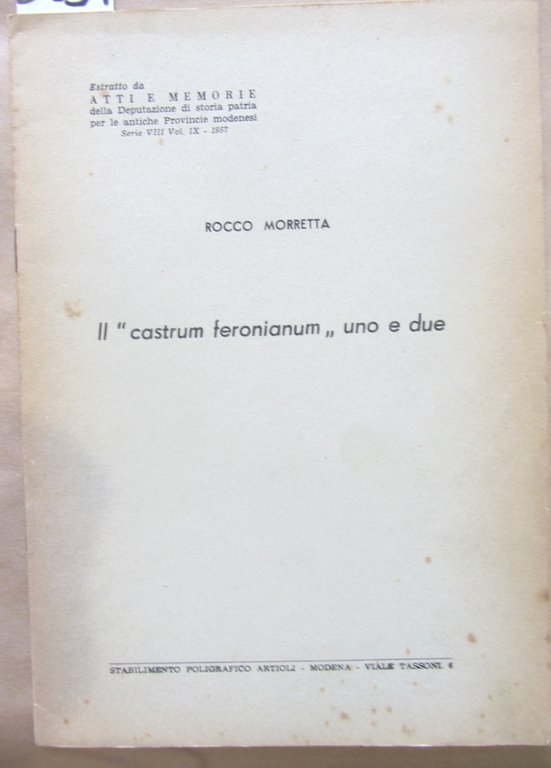 Estratto da
ATTI E MEMORIE
della Deputazione di storia patria
per le antiche Provincie modenesi
Serie VIII Vol. IX - 1957
ROCCO MORRETTA
Il "castrum feronianum„ uno e due
STABILIMENTO POLIGRAFICO ARTIOLI - MODENA - VIALE TASSONI, 6